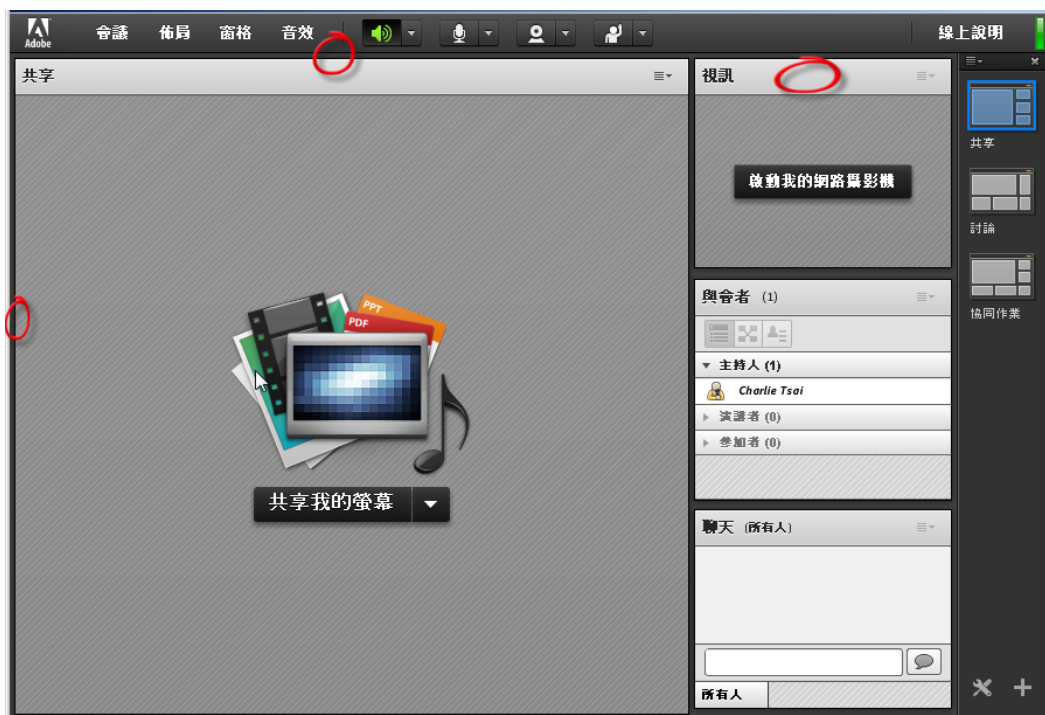 Adobe 會議 佈局 窗格 音效 線上說明
共享
視訊
啟動我的網路攝影機
PPT
PDF
共享我的螢幕
與會者 (1)
主持人 (1)
Charlie Tsai
演講者 (0)
參加者 (0)
聊天 (所有人)
所有人
共享
討論
協同作業